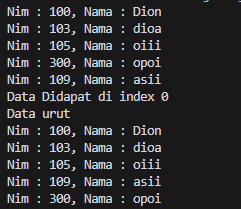 Nim : 100, Nama : Dion
Nim : 103, Nama : dioa
Nim : 105, Nama : oiii
Nim : 300, Nama : opoi
Nim : 109, Nama : asii
Data Didapat di index 0
Data urut
Nim : 100, Nama : Dion
Nim : 103, Nama : dioa
Nim : 105, Nama : oiii
Nim : 109, Nama : asii
Nim : 300, Nama : opoi